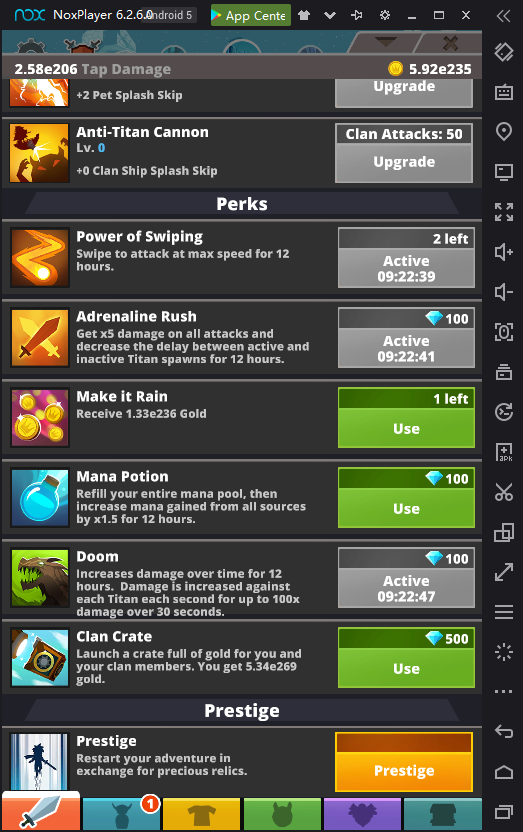 nox NoxPlayer 6.2.6.0 Android 5 App Cente
2.58e206 Tap Damage 5.92e235
+2 Pet Splash Skip
Upgrade
Anti-Titan Cannon
Lv. 0
+0 Clan Ship Splash Skip
Clan Attacks: 50
Upgrade
Perks
Power of Swiping
Swipe to attack at max speed for 12
hours.
2 left
Active
09:22:39
Adrenaline Rush
Get x5 damage on all attacks and
decrease the delay between active and
inactive Titan spawns for 12 hours.
100
Active
09:22:41
Make it Rain
Receive 1.33e236 Gold
1 left
Use
Mana Potion
Refill your entire mana pool, then
increase mana gained from all sources
by x1.5 for 12 hours.
100
Use
Doom
Increases damage over time for 12
hours. Damage is increased against
each Titan each second for up to 100x
damage over 30 seconds.
100
Active
09:22:47
Clan Crate
Launch a crate full of gold for you and
your clan members. You get 5.34e269
gold.
500
Use
Prestige
Prestige
Restart your adventure in
exchange for precious relics.
Prestige
1